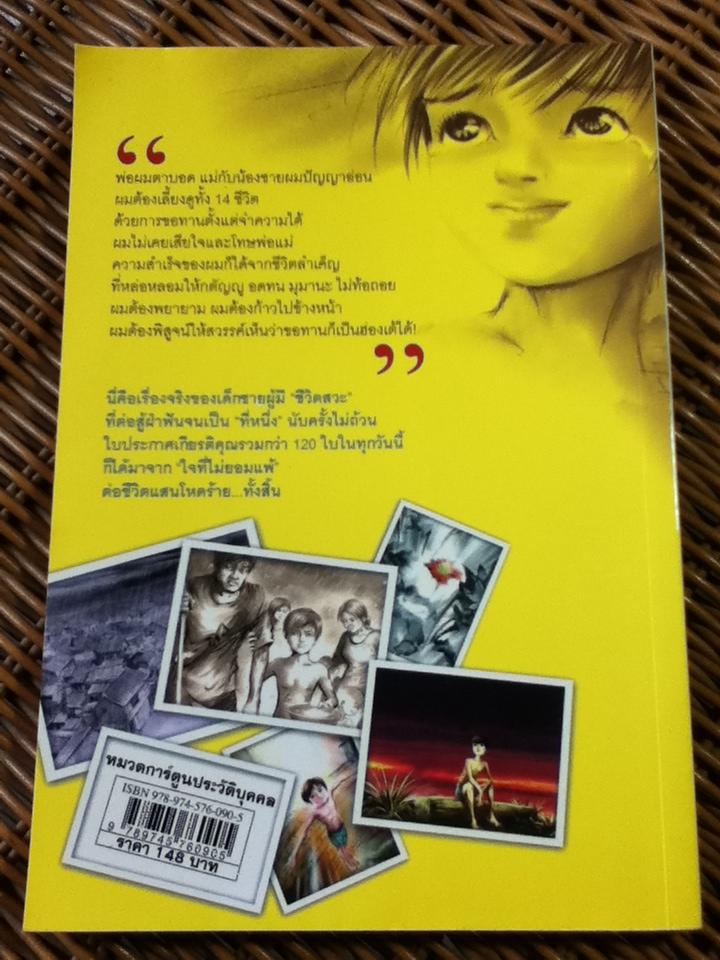 “
พ่อผมตาบอด แม่กับน้องชายผมปัญญาอ่อน
ผมต้องเลี้ยงดูทั้ง 14 ชีวิต
ด้วยการขอทานตั้งแต่จำความได้
ผมไม่เคยเสียใจและโทษพ่อแม่
ความสำเร็จของผมก็ได้จากชีวิตลำเค็ญ
ที่หล่อหลอมให้กตัญญู อดทน มุมานะ ไม่ท้อถอย
ผมต้องพยายาม ผมต้องก้าวไปข้างหน้า
ผมต้องพิสูจน์ให้สวรรค์เห็นว่าขอทานก็เป็นฮ่องเต้ได้!
”
นี่คือเรื่องจริงของเด็กชายผู้มี "ชีวิตสวะ"
ที่ต่อสู้ฝ่าฟันจนเป็น "ที่หนึ่ง" นับครั้งไม่ถ้วน
ใบประกาศเกียรติคุณรวมกว่า 120 ใบในทุกวันนี้
ก็ได้มาจาก "ใจที่ไม่ยอมแพ้"
ต่อชีวิตแสนโหดร้าย...ทั้งสิ้น
หมวดการ์ตูนประวัติบุคคล
ISBN 978-974-576-090-5
9 789745 760905
ราคา 148 บาท